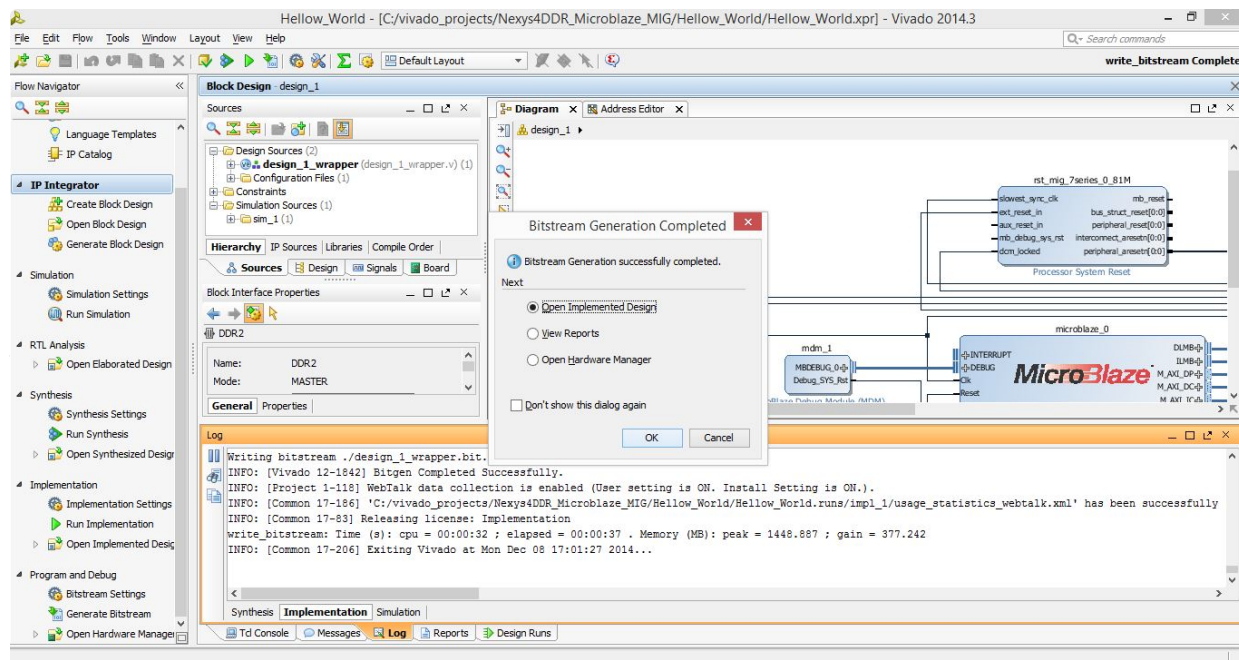 Hellow_World - [C:/vivado_projects/Nexys4DDR_Microblaze_MIG/Hellow_World/Hellow_World.xpr] - Vivado 2014.3
File Edit Flow Tools Window Layout View Help
Search commands
Default Layout
write_bitstream Complete
Flow Navigator
Language Templates
IP Catalog
IP Integrator
Create Block Design
Open Block Design
Generate Block Design
Simulation
Simulation Settings
Run Simulation
RTL Analysis
Open Elaborated Design
Synthesis
Synthesis Settings
Run Synthesis
Open Synthesized Desigr
Implementation
Implementation Settings
Run Implementation
Open Implemented Desig
Program and Debug
Bitstream Settings
Generate Bitstream
Open Hardware Manager
Block Design - design_1
Sources
Design Sources (2)
design_1_wrapper (design_1_wrapper.v) (1)
Configuration Files (1)
Constraints
Simulation Sources (1)
sim_1 (1)
Hierarchy IP Sources Libraries Compile Order
Sources Design Signals Board
Block Interface Properties
DDR2
Name: DDR2
Mode: MASTER
General Properties
Diagram Address Editor
design_1
rst_mig_7series_0_81M
slowest_sync_clk mb_reset
ext_reset_in bus_struct_reset[0:0]
aux_reset_in peripheral_reset[0:0]
mb_debug_sys_rst interconnect_aresetn[0:0]
dcm_locked peripheral_aresetn[0:0]
Processor System Reset
mdm_1
MBDEBUG_0
Debug_SYS_Rst
Debug Module (MDM)
microblaze_0
INTERRUPT DLMB
DEBUG ILMB
Clk M_AXI_DP
Reset M_AXI_DC
M_AXI_IC
MicroBlaze
Bitstream Generation Completed
Bitstream Generation successfully completed.
Next
Open Implemented Design
View Reports
Open Hardware Manager
Don't show this dialog again
OK Cancel
Log
Writing bitstream ./design_1_wrapper.bit.
INFO: [Vivado 12-1842] Bitgen Completed Successfully.
INFO: [Project 1-118] WebTalk data collection is enabled (User setting is ON. Install Setting is ON.).
INFO: [Common 17-186] 'C:/vivado_projects/Nexys4DDR_Microblaze_MIG/Hellow_World/Hellow_World.runs/impl_1/usage_statistics_webtalk.xml' has been successfully
INFO: [Common 17-83] Releasing license: Implementation
write_bitstream: Time (s): cpu = 00:00:32 ; elapsed = 00:00:37 . Memory (MB): peak = 1448.887 ; gain = 377.242
INFO: [Common 17-206] Exiting Vivado at Mon Dec 08 17:01:27 2014...
Synthesis Implementation Simulation
Tcl Console Messages Log Reports Design Runs